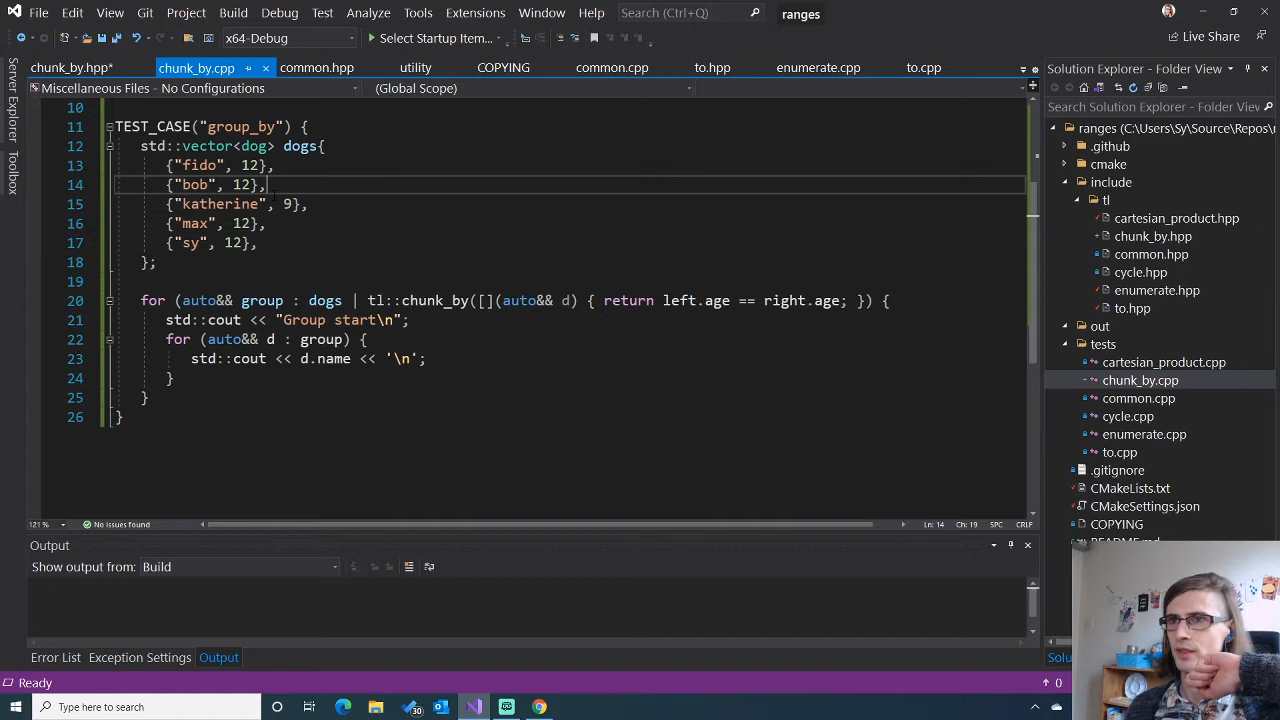 File Edit View Git Project Debug Test Analyze Tools Extensions Window Help Search (Ctrl+Q) ranges
x64-Debug Select Startup Item... Live Share
chunk_by.hpp* chunk_by.cpp common.hpp utility COPYING common.cpp to.hpp enumerate.cpp to.cpp
Miscellaneous Files - No Configurations (Global Scope)
Server Explorer
Toolbox
10
11 TEST_CASE("group_by") {
12 std::vector<dog> dogs{
13 {"fido", 12},
14 {"bob", 12},
15 {"katherine", 9},
16 {"max", 12},
17 {"sy", 12},
18 };
19
20 for (auto&& group : dogs | tl::chunk_by([](auto&& d) { return left.age == right.age; }) {
21 std::cout << "Group start\n";
22 for (auto&& d : group) {
23 std::cout << d.name << '\n';
24 }
25 }
26 }
121 % No issues found Ln: 14 Ch: 19 SPC CRLF
Output
Show output from: Build
Error List Exception Settings Output
Solution Explorer - Folder View
Search Solution Explorer - Folder View
ranges (C:\Users\Sy\Source\Repos\
.github
cmake
include
tl
cartesian_product.hpp
chunk_by.hpp
common.hpp
cycle.hpp
enumerate.hpp
to.hpp
out
tests
cartesian_product.cpp
chunk_by.cpp
common.cpp
cycle.cpp
enumerate.cpp
to.cpp
.gitignore
CMakeLists.txt
CMakeSettings.json
COPYING
README.md
Solu
Ready 0
Type here to search 30